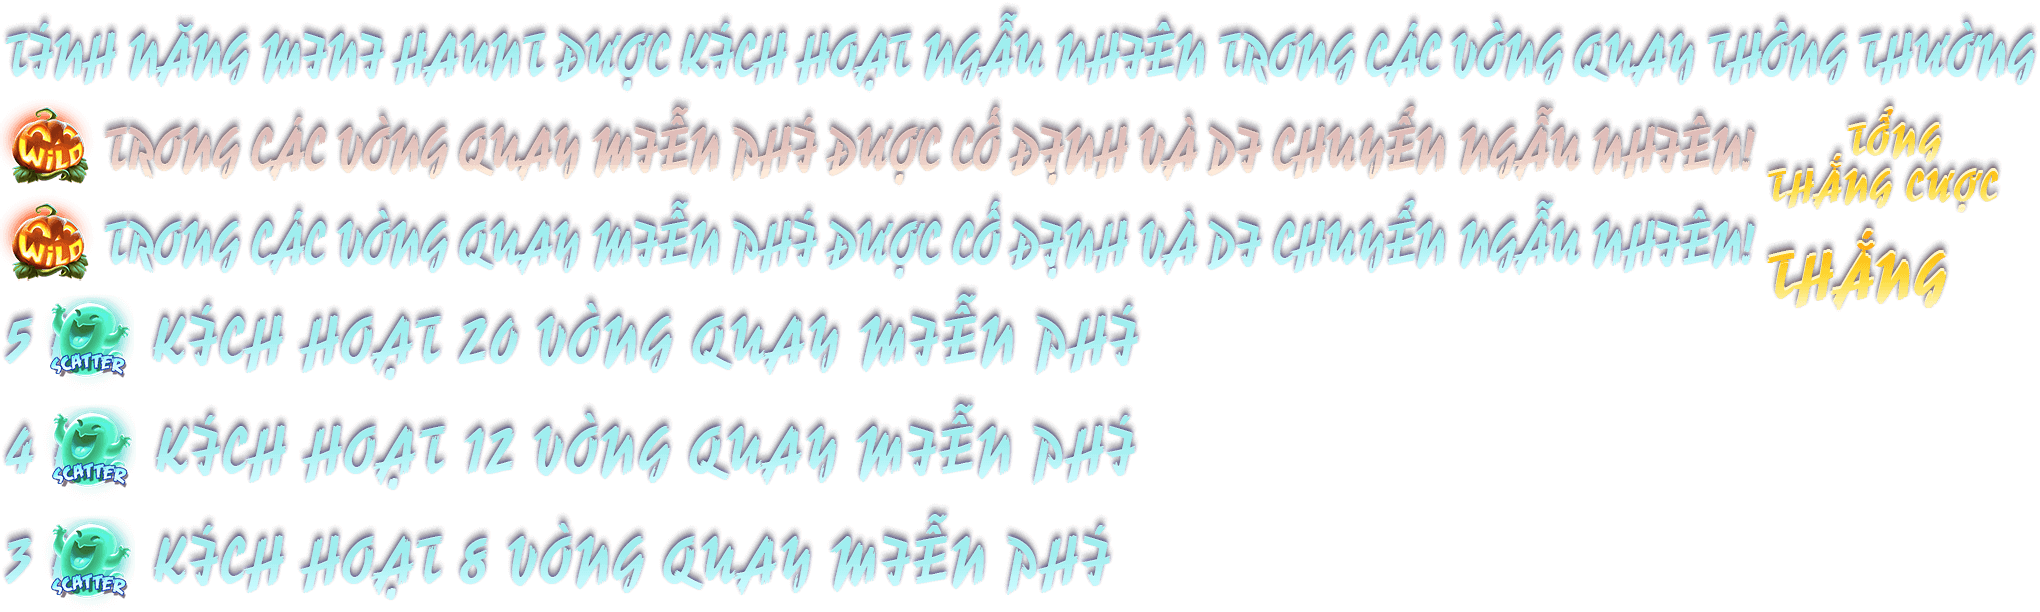 TÍNH NĂNG MINI HAUNT ĐƯỢC KÍCH HOẠT NGẪU NHIÊN TRONG CÁC VÒNG QUAY THÔNG THƯỜNG
WILD TRONG CÁC VÒNG QUAY MIỄN PHÍ ĐƯỢC CỐ ĐỊNH VÀ DI CHUYỂN NGẪU NHIÊN!
TỔNG
THẮNG CƯỢC
WILD TRONG CÁC VÒNG QUAY MIỄN PHÍ ĐƯỢC CỐ ĐỊNH VÀ DI CHUYỂN NGẪU NHIÊN!
THẮNG
5 SCATTER KÍCH HOẠT 20 VÒNG QUAY MIỄN PHÍ
4 SCATTER KÍCH HOẠT 12 VÒNG QUAY MIỄN PHÍ
3 SCATTER KÍCH HOẠT 8 VÒNG QUAY MIỄN PHÍ